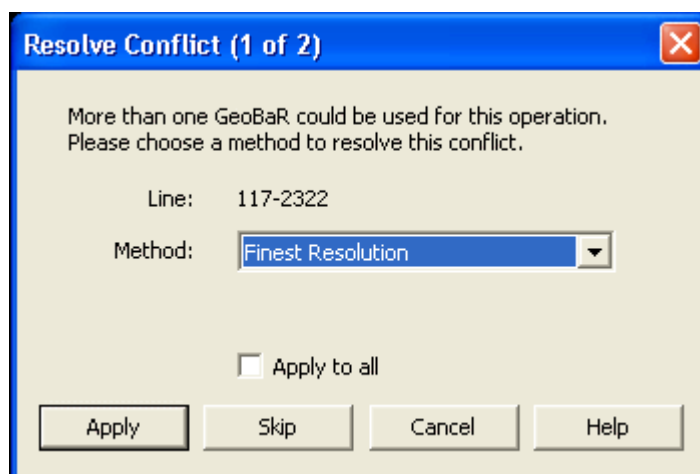 Resolve Conflict (1 of 2)
More than one GeoBaR could be used for this operation.
Please choose a method to resolve this conflict.
Line: 117-2322
Method: Finest Resolution
Apply to all
Apply Skip Cancel Help